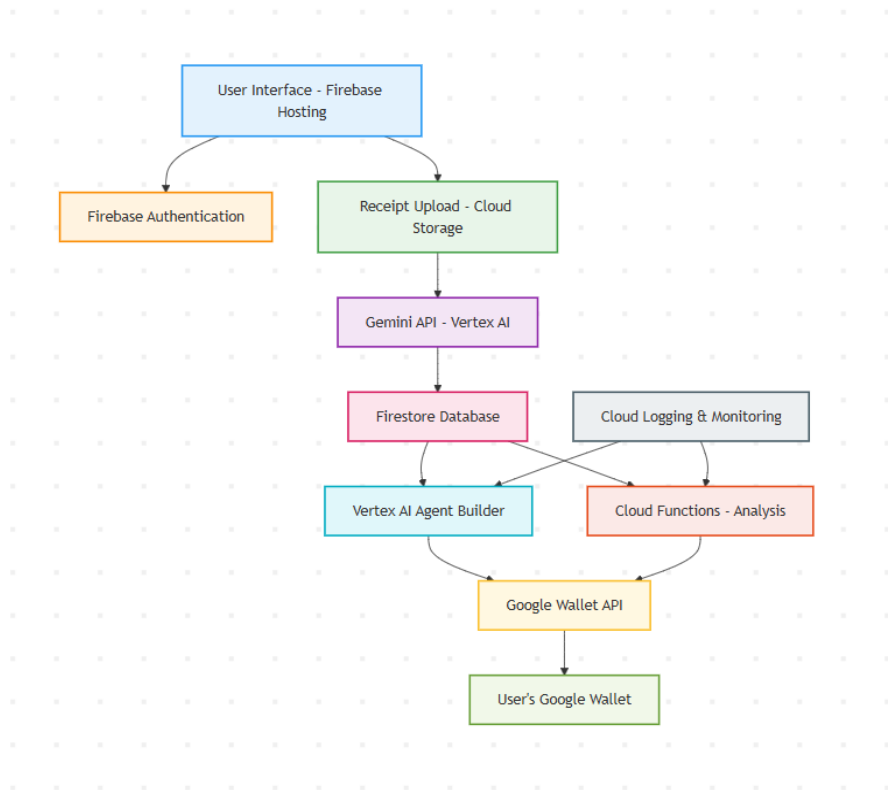 User Interface - Firebase
Hosting
Firebase Authentication
Receipt Upload - Cloud
Storage
Gemini API - Vertex AI
Firestore Database
Cloud Logging & Monitoring
Vertex AI Agent Builder
Cloud Functions - Analysis
Google Wallet API
User's Google Wallet